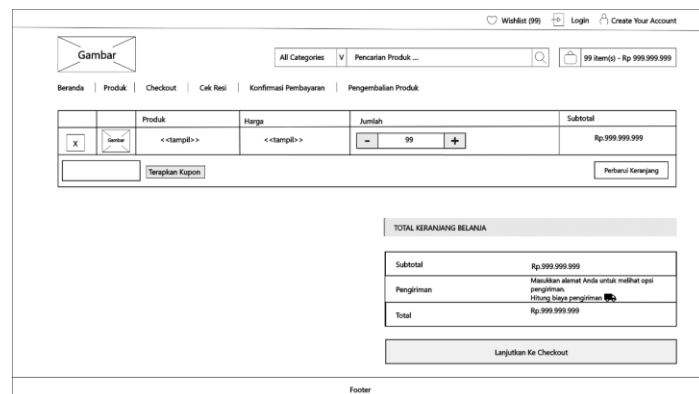 Wishlist (99) Login Create Your Account
Gambar
All Categories V Pencarian Produk ...
99 item(s) - Rp 999.999.999
Beranda | Produk | Checkout | Cek Resi | Konfirmasi Pembayaran | Pengembalian Produk
Produk Harga Jumlah Subtotal
X Gambar <<tampil>> <<tampil>> - 99 + Rp.999.999.999
Terapkan Kupon Perbarui Keranjang
TOTAL KERANJANG BELANJA
Subtotal Rp.999.999.999
Pengiriman Masukkan alamat Anda untuk melihat opsi
pengiriman.
Hitung biaya pengiriman
Total Rp.999.999.999
Lanjutkan Ke Checkout
Footer